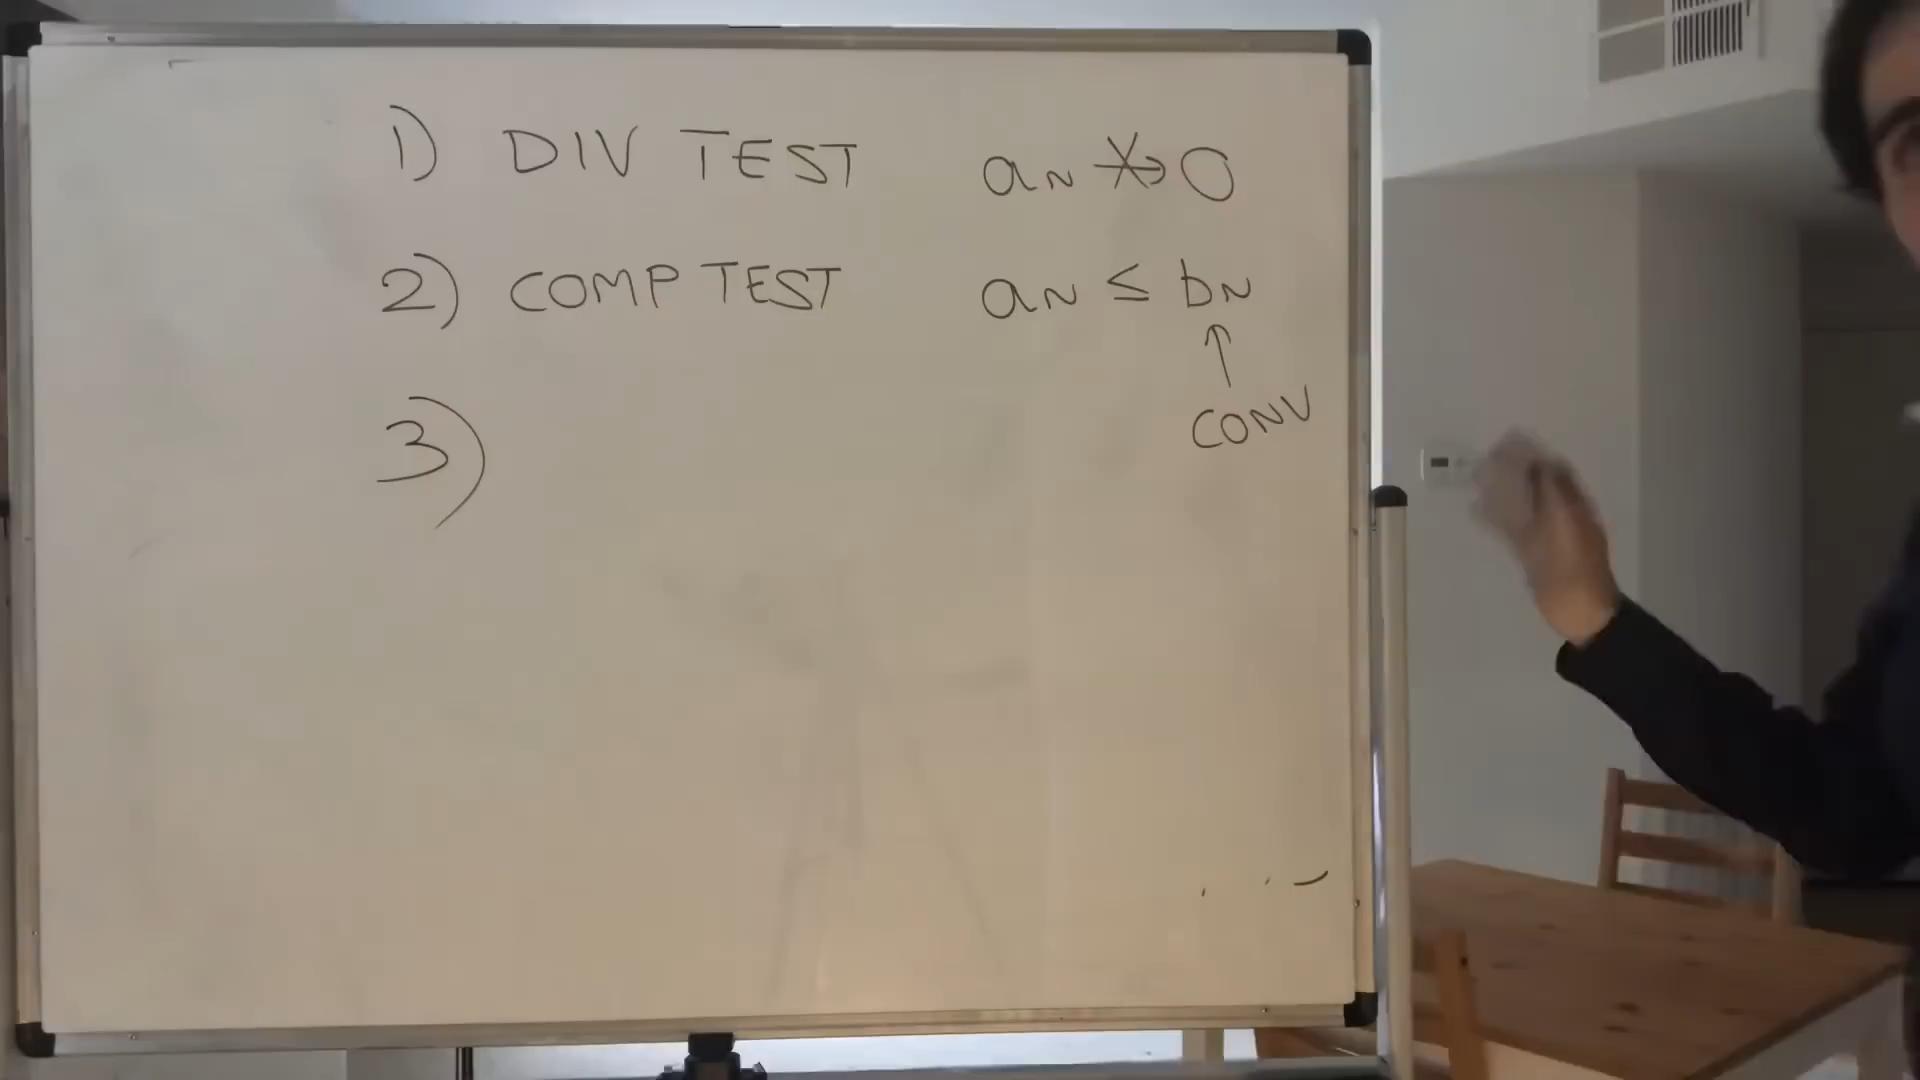 1) DIV TEST aN ↛ 0
2) COMP TEST aN ≤ bN
↑
CONV
3)